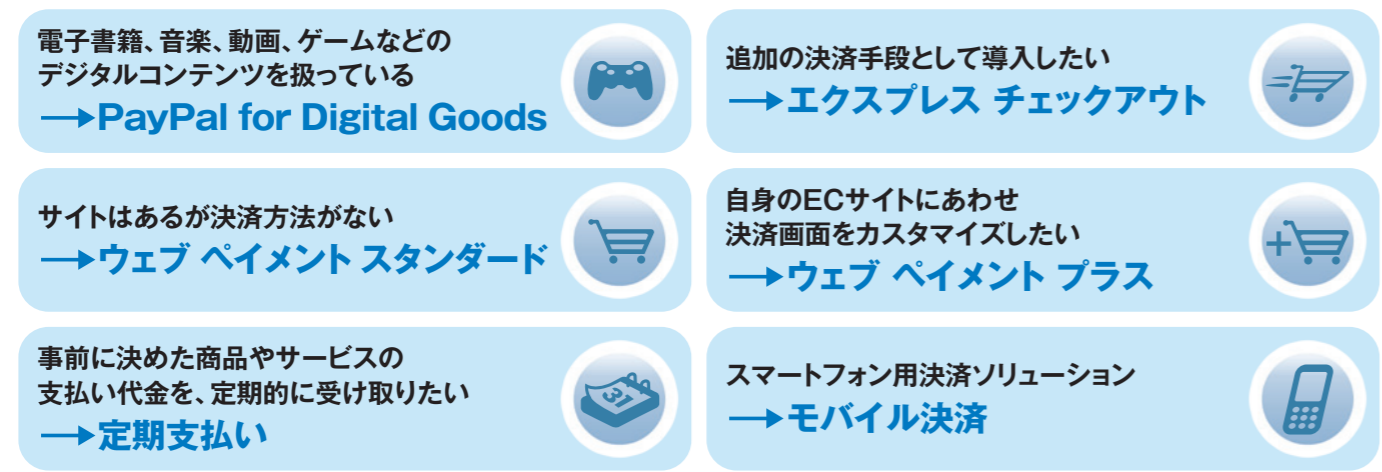 電子書籍、音楽、動画、ゲームなどの
デジタルコンテンツを扱っている
→PayPal for Digital Goods
追加の決済手段として導入したい
→エクスプレス チェックアウト
サイトはあるが決済方法がない
→ウェブ ペイメント スタンダード
自身のECサイトにあわせ
決済画面をカスタマイズしたい
→ウェブ ペイメント プラス
事前に決めた商品やサービスの
支払い代金を、定期的に受け取りたい
→定期支払い
31
スマートフォン用決済ソリューション
→モバイル決済